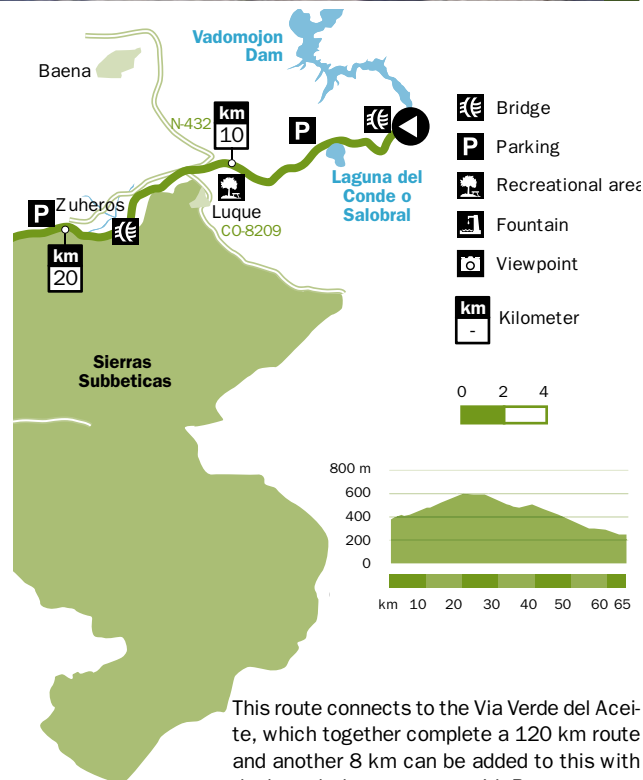 Vadomojon
Dam
Baena
N-432
km
10
P
Bridge
P Parking
Recreational area
Fountain
Viewpoint
km
-
Kilometer
Laguna del
Conde o
Salobral
Zuheros
P
Luque
CO-8209
km
20
Sierras
Subbeticas
0 2 4
800 m
600
400
200
0
km 10 20 30 40 50 60 65
This route connects to the Via Verde del Acei-
te, which together complete a 120 km route
and another 8 km can be added to this with